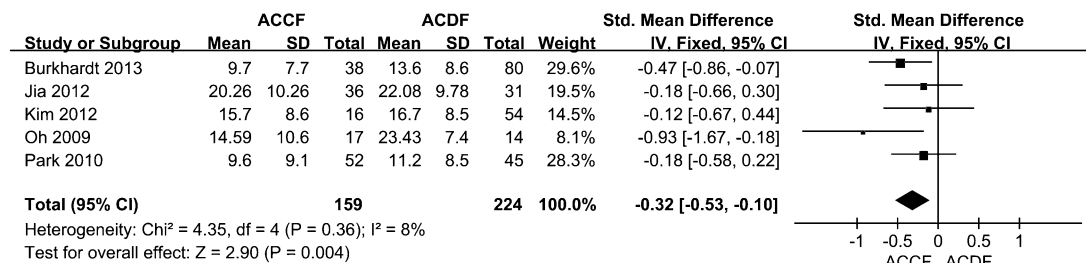 ACCF ACDF Std. Mean Difference Std. Mean Difference
Study or Subgroup Mean SD Total Mean SD Total Weight IV, Fixed, 95% CI IV, Fixed, 95% CI
Burkhardt 2013 9.7 7.7 38 13.6 8.6 80 29.6% -0.47 [-0.86, -0.07]
Jia 2012 20.26 10.26 36 22.08 9.78 31 19.5% -0.18 [-0.66, 0.30]
Kim 2012 15.7 8.6 16 16.7 8.5 54 14.5% -0.12 [-0.67, 0.44]
Oh 2009 14.59 10.6 17 23.43 7.4 14 8.1% -0.93 [-1.67, -0.18]
Park 2010 9.6 9.1 52 11.2 8.5 45 28.3% -0.18 [-0.58, 0.22]
Total (95% CI) 159 224 100.0% -0.32 [-0.53, -0.10]
Heterogeneity: Chi² = 4.35, df = 4 (P = 0.36); I² = 8%
Test for overall effect: Z = 2.90 (P = 0.004)
-1 -0.5 0 0.5 1
ACCF ACDF